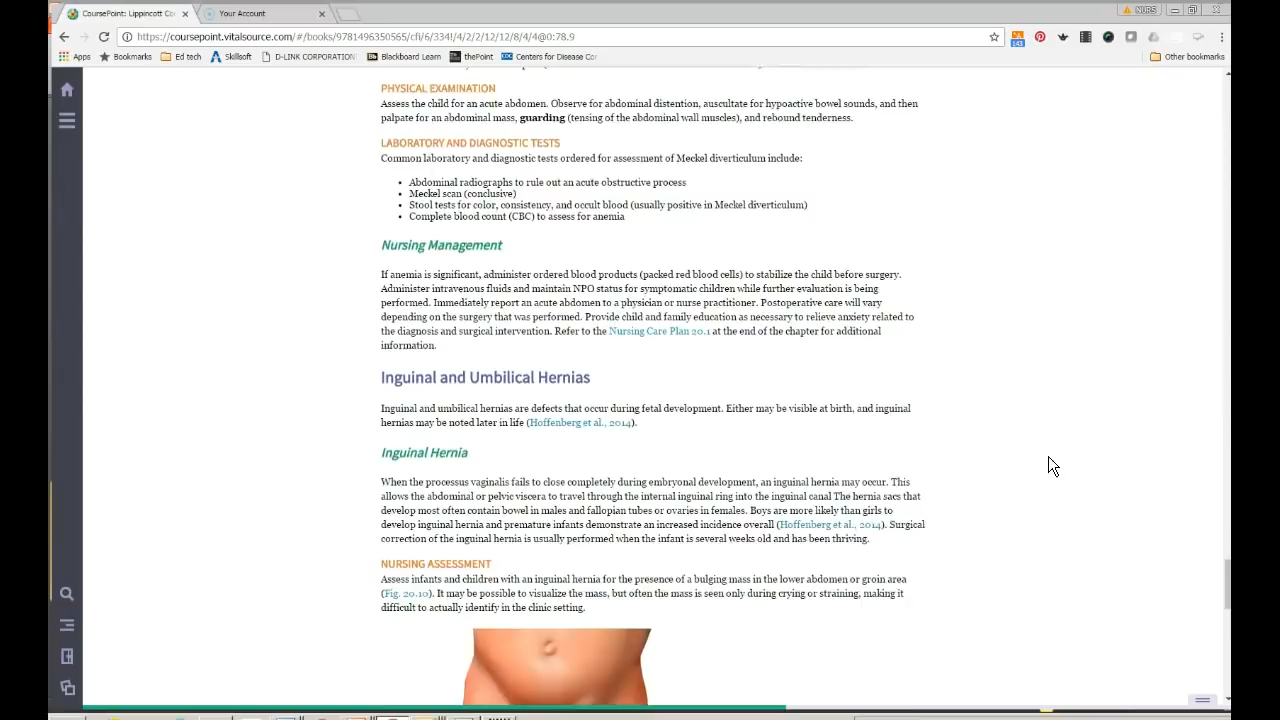 CoursePoint: Lippincott Co
Your Account
NURS
https://coursepoint.vitalsource.com/#/books/9781496350565/cfi/6/334!/4/2/2/12/12/8/4/4@0:78.9
143
Apps
Bookmarks
Ed tech
Skillsoft
D-LINK CORPORATION
Blackboard Learn
thePoint
Centers for Disease Cor
Other bookmarks
PHYSICAL EXAMINATION
Assess the child for an acute abdomen. Observe for abdominal distention, auscultate for hypoactive bowel sounds, and then
palpate for an abdominal mass, guarding (tensing of the abdominal wall muscles), and rebound tenderness.
LABORATORY AND DIAGNOSTIC TESTS
Common laboratory and diagnostic tests ordered for assessment of Meckel diverticulum include:
• Abdominal radiographs to rule out an acute obstructive process
• Meckel scan (conclusive)
• Stool tests for color, consistency, and occult blood (usually positive in Meckel diverticulum)
• Complete blood count (CBC) to assess for anemia
Nursing Management
If anemia is significant, administer ordered blood products (packed red blood cells) to stabilize the child before surgery.
Administer intravenous fluids and maintain NPO status for symptomatic children while further evaluation is being
performed. Immediately report an acute abdomen to a physician or nurse practitioner. Postoperative care will vary
depending on the surgery that was performed. Provide child and family education as necessary to relieve anxiety related to
the diagnosis and surgical intervention. Refer to the Nursing Care Plan 20.1 at the end of the chapter for additional
information.
Inguinal and Umbilical Hernias
Inguinal and umbilical hernias are defects that occur during fetal development. Either may be visible at birth, and inguinal
hernias may be noted later in life (Hoffenberg et al., 2014).
Inguinal Hernia
When the processus vaginalis fails to close completely during embryonal development, an inguinal hernia may occur. This
allows the abdominal or pelvic viscera to travel through the internal inguinal ring into the inguinal canal The hernia sacs that
develop most often contain bowel in males and fallopian tubes or ovaries in females. Boys are more likely than girls to
develop inguinal hernia and premature infants demonstrate an increased incidence overall (Hoffenberg et al., 2014). Surgical
correction of the inguinal hernia is usually performed when the infant is several weeks old and has been thriving.
NURSING ASSESSMENT
Assess infants and children with an inguinal hernia for the presence of a bulging mass in the lower abdomen or groin area
(Fig. 20.10). It may be possible to visualize the mass, but often the mass is seen only during crying or straining, making it
difficult to actually identify in the clinic setting.